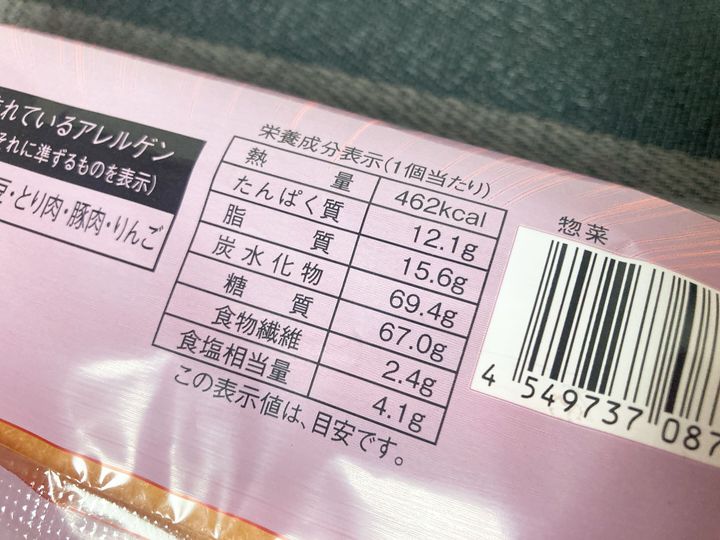 れているアレルゲン
それに準ずるものを表示)
豆・とり肉・豚肉・りんご
栄養成分表示(1個当たり)
熱量 462kcal
たんぱく質 12.1g
脂質 15.6g
炭水化物 69.4g
糖質 67.0g
食物繊維 2.4g
食塩相当量 4.1g
この表示値は、目安です。
惣菜
4 549737 087